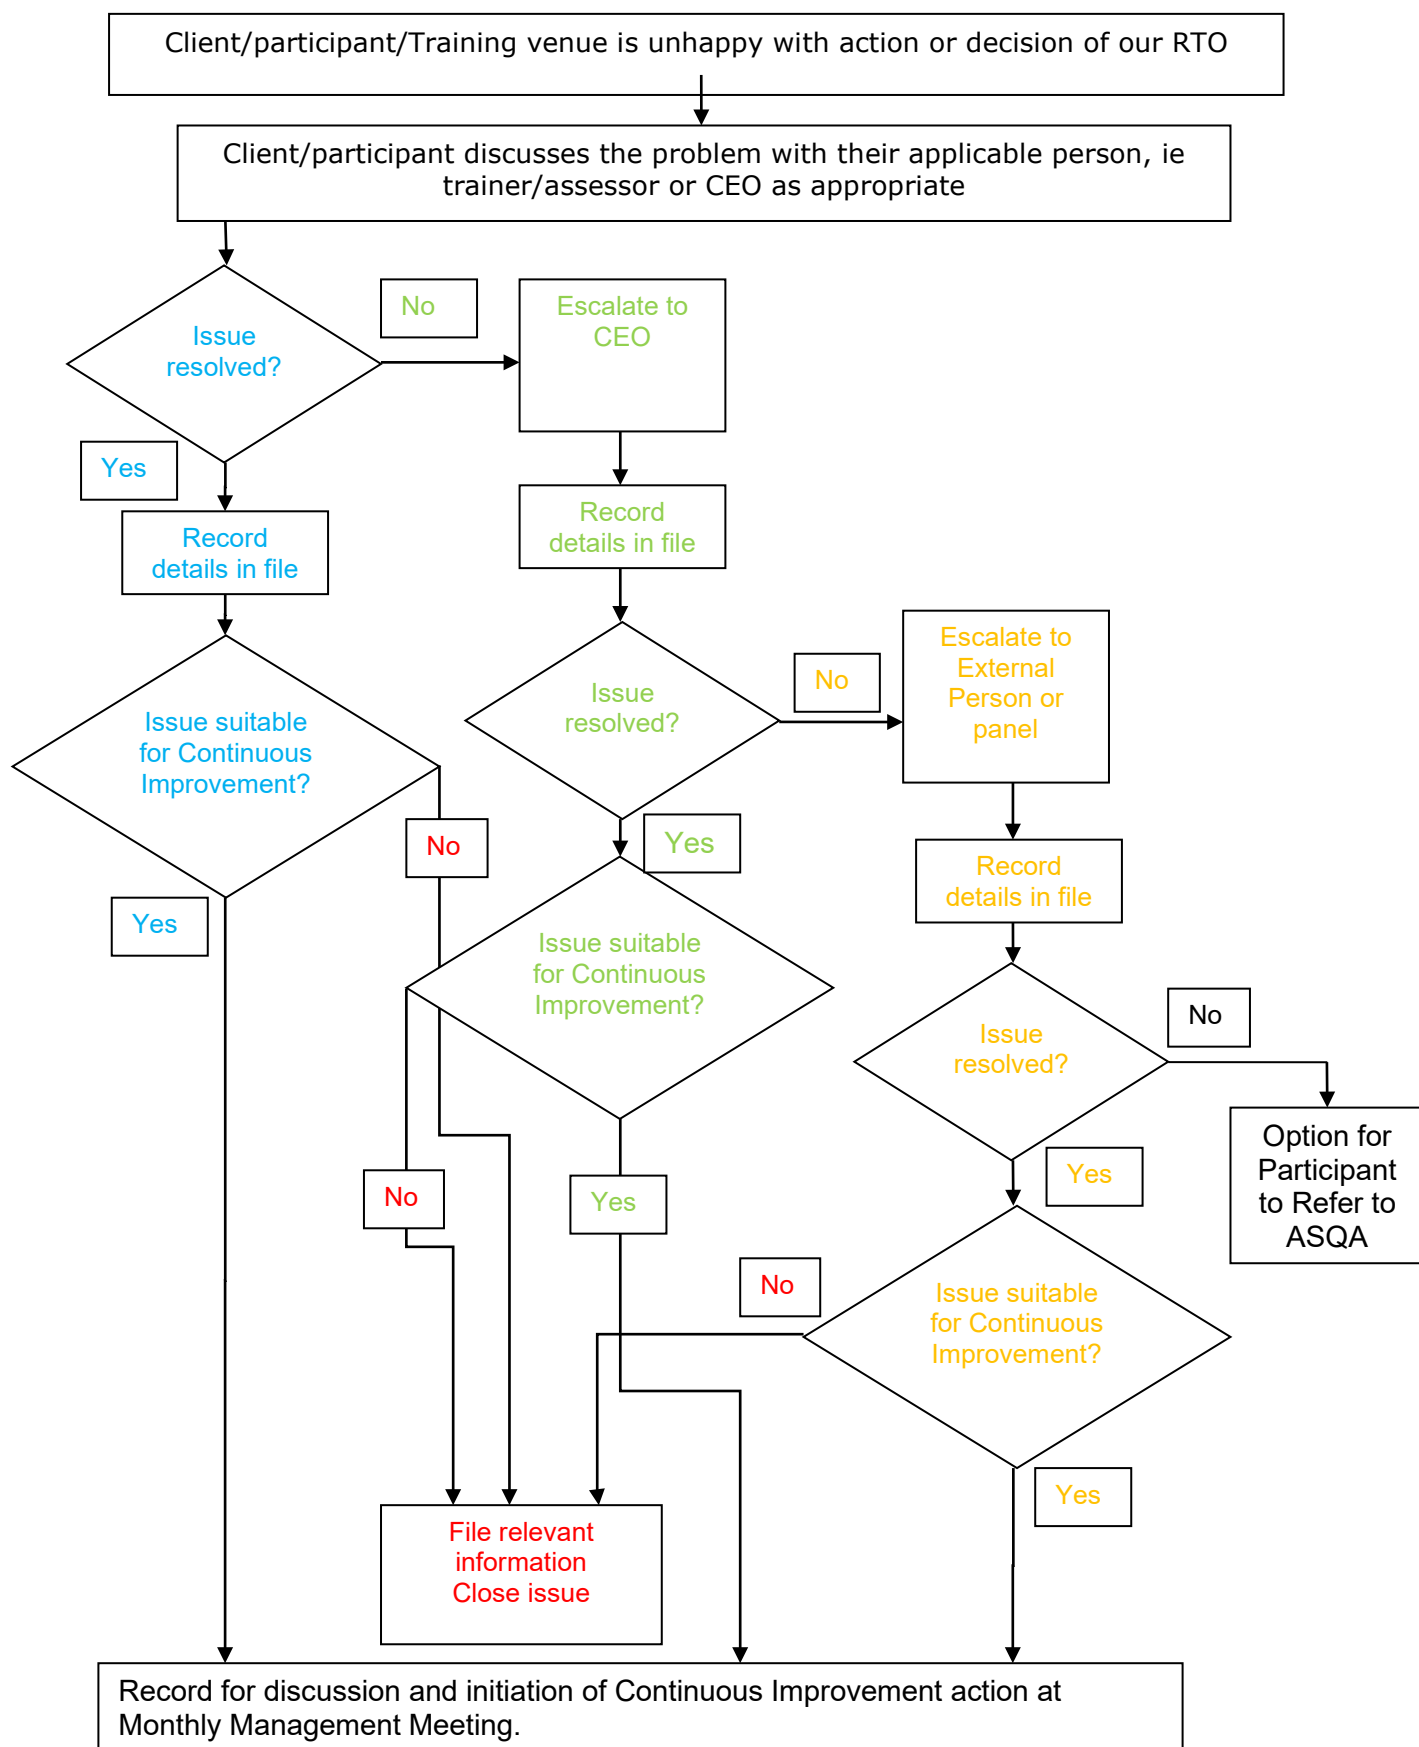 Client/participant/Training venue is unhappy with action or decision of our RTO
Client/participant discusses the problem with their applicable person, ie
trainer/assessor or CEO as appropriate
Issue
resolved?
No
Escalate to
CEO
Yes
Record
details in file
Record
details in file
Issue suitable
for Continuous
Improvement?
Issue
resolved?
No
Escalate to
External
Person or
panel
No
Yes
Record
details in file
Yes
Issue suitable
for Continuous
Improvement?
Issue
resolved?
No
Option for
Participant
to Refer to
ASQA
No
Yes
Yes
No
Issue suitable
for Continuous
Improvement?
Yes
File relevant
information
Close issue
Record for discussion and initiation of Continuous Improvement action at
Monthly Management Meeting.